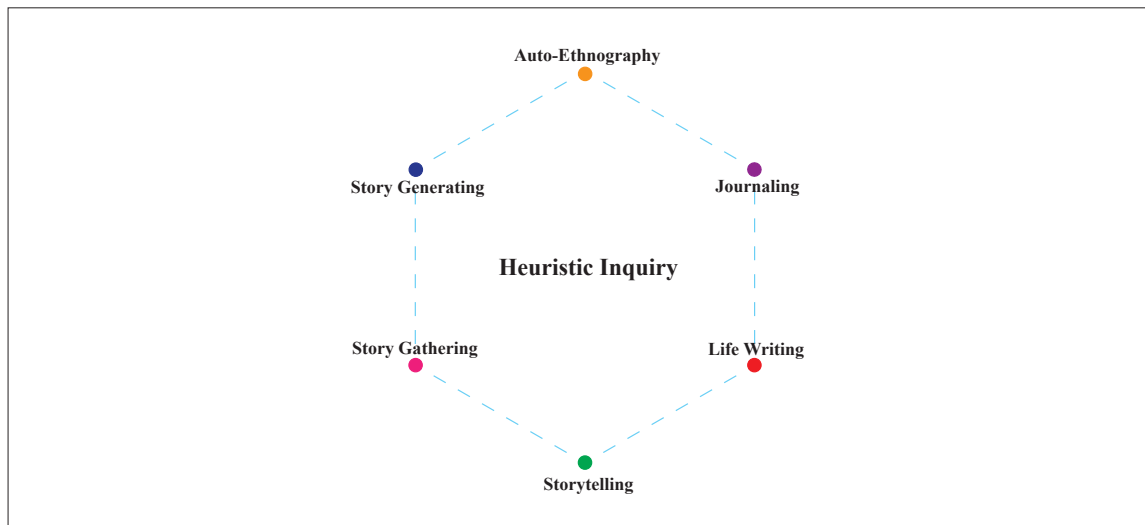 Auto-Ethnography
Story Generating
Journaling
Heuristic Inquiry
Story Gathering
Life Writing
Storytelling